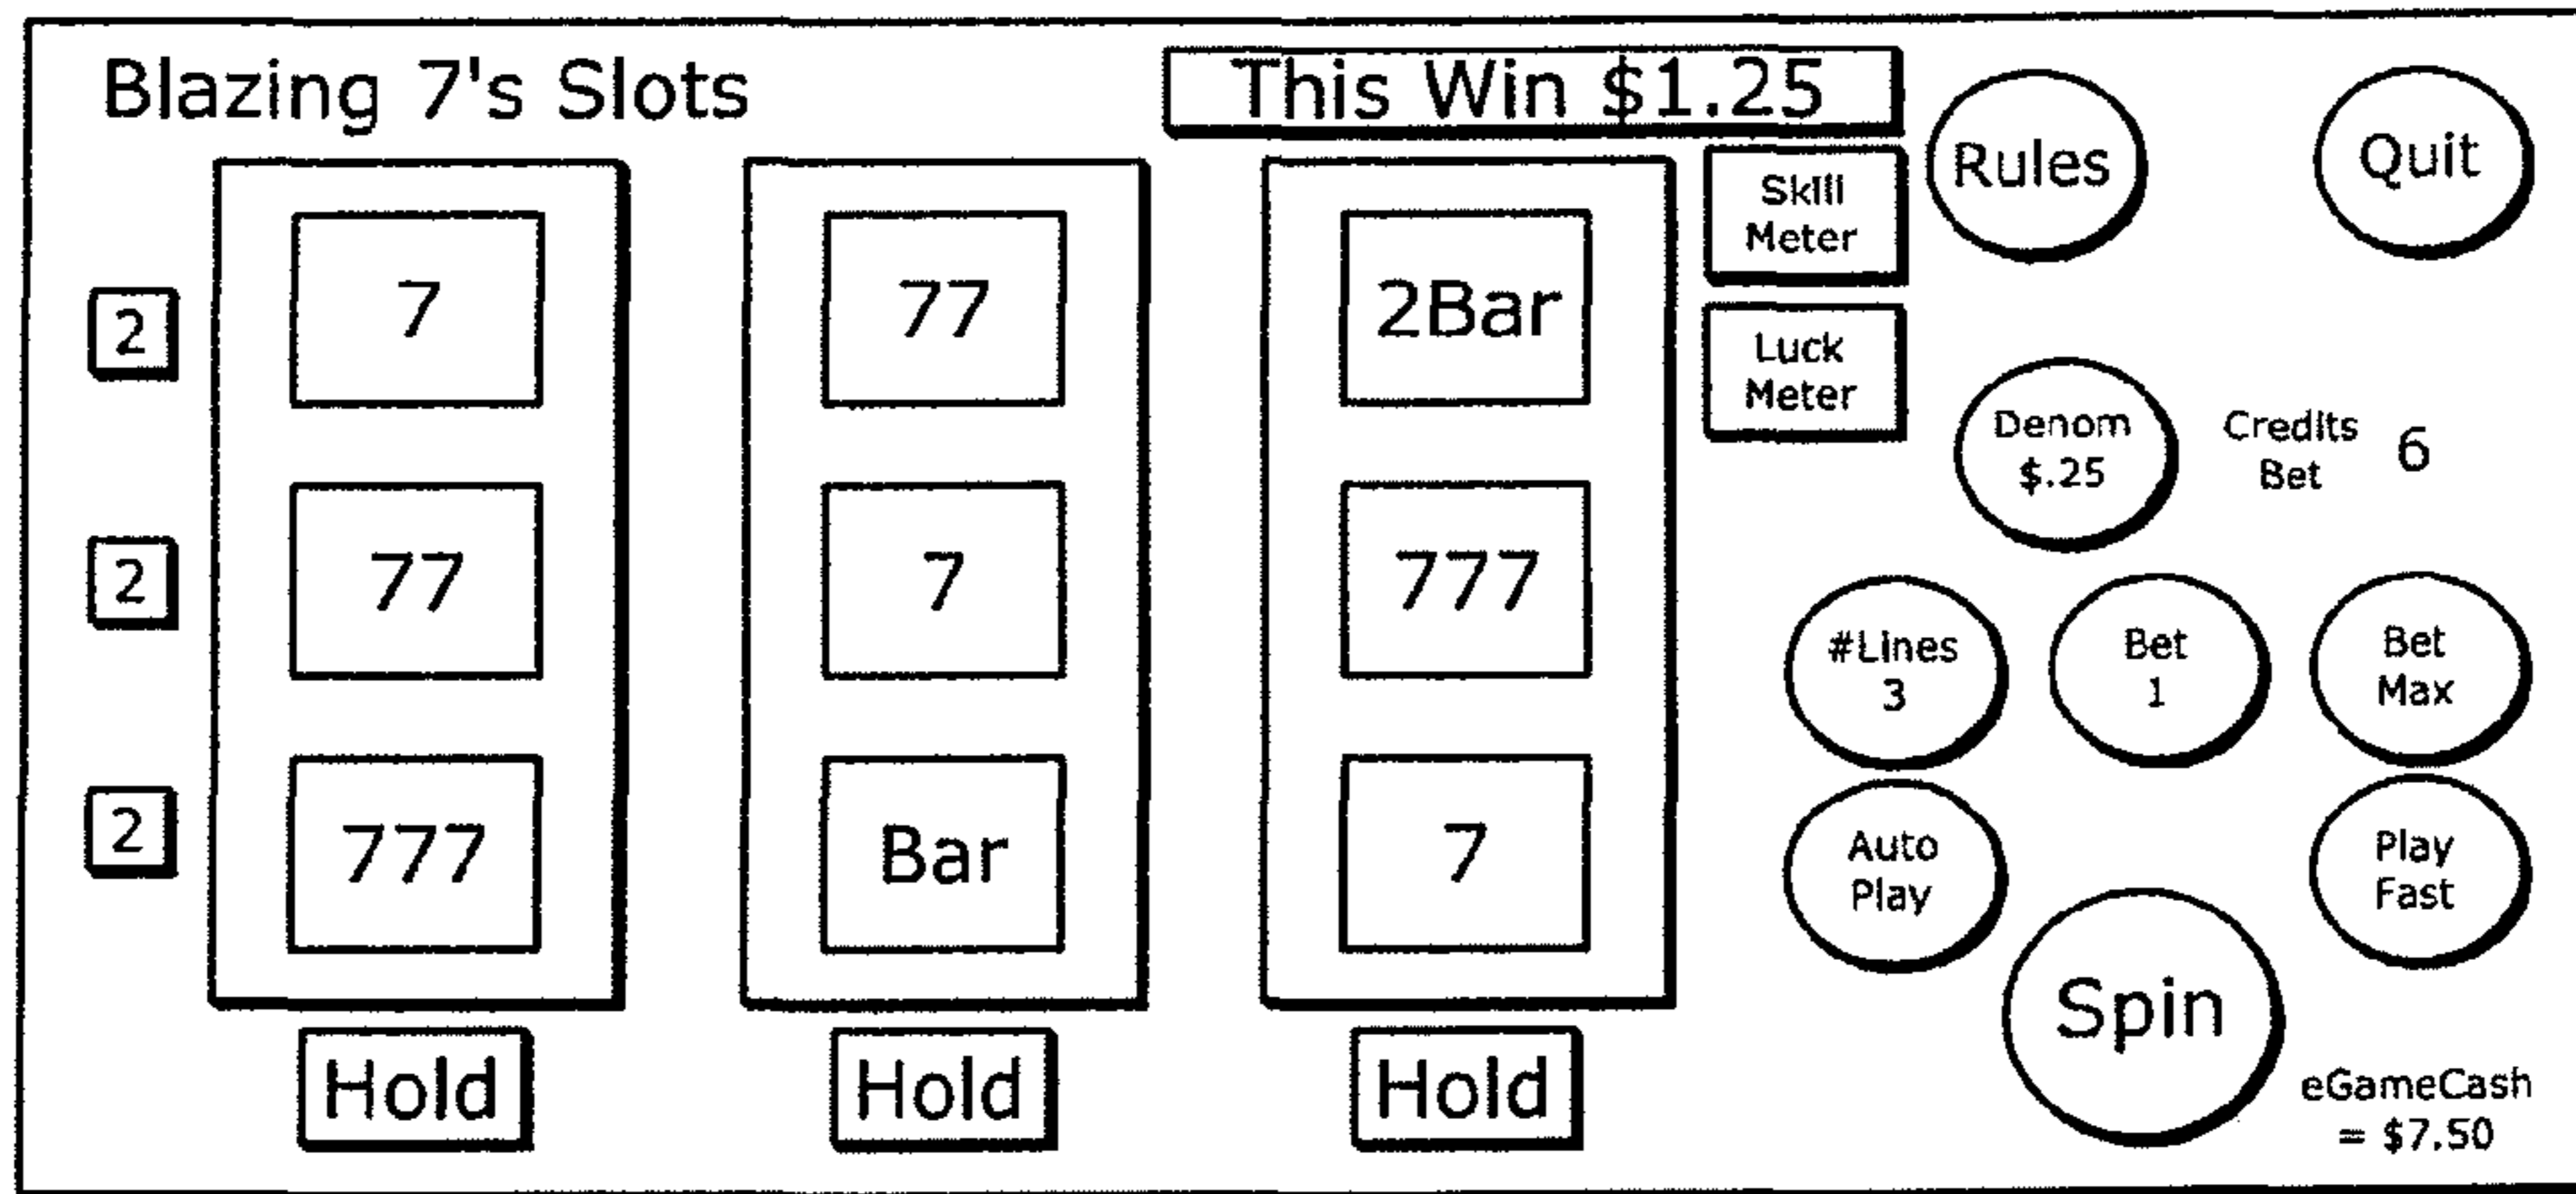 Blazing 7's Slots
This Win $1.25
Rules
Quit
Skill
Meter
Luck
Meter
2
7
77
2Bar
Denom
$.25
Credits
Bet
6
2
77
7
777
#Lines
3
Bet
1
Bet
Max
2
777
Bar
7
Auto
Play
Play
Fast
Spin
Hold
Hold
Hold
eGameCash
= $7.50